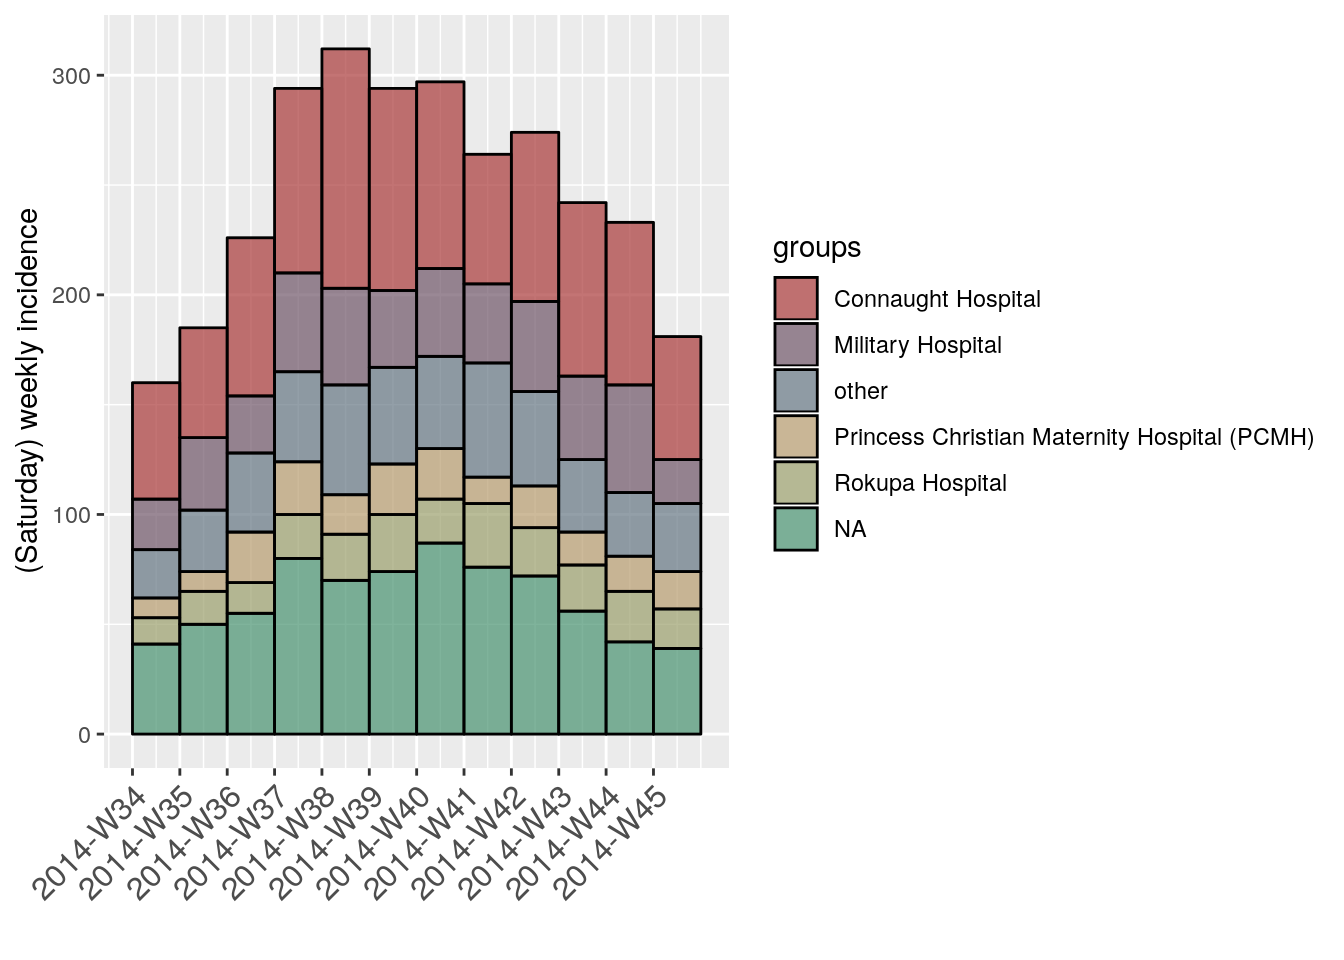 (Saturday) weekly incidence
300
200
100
0
2014-W34
2014-W35
2014-W36
2014-W37
2014-W38
2014-W39
2014-W40
2014-W41
2014-W42
2014-W43
2014-W44
2014-W45
groups
Connaught Hospital
Military Hospital
other
Princess Christian Maternity Hospital (PCMH)
Rokupa Hospital
NA